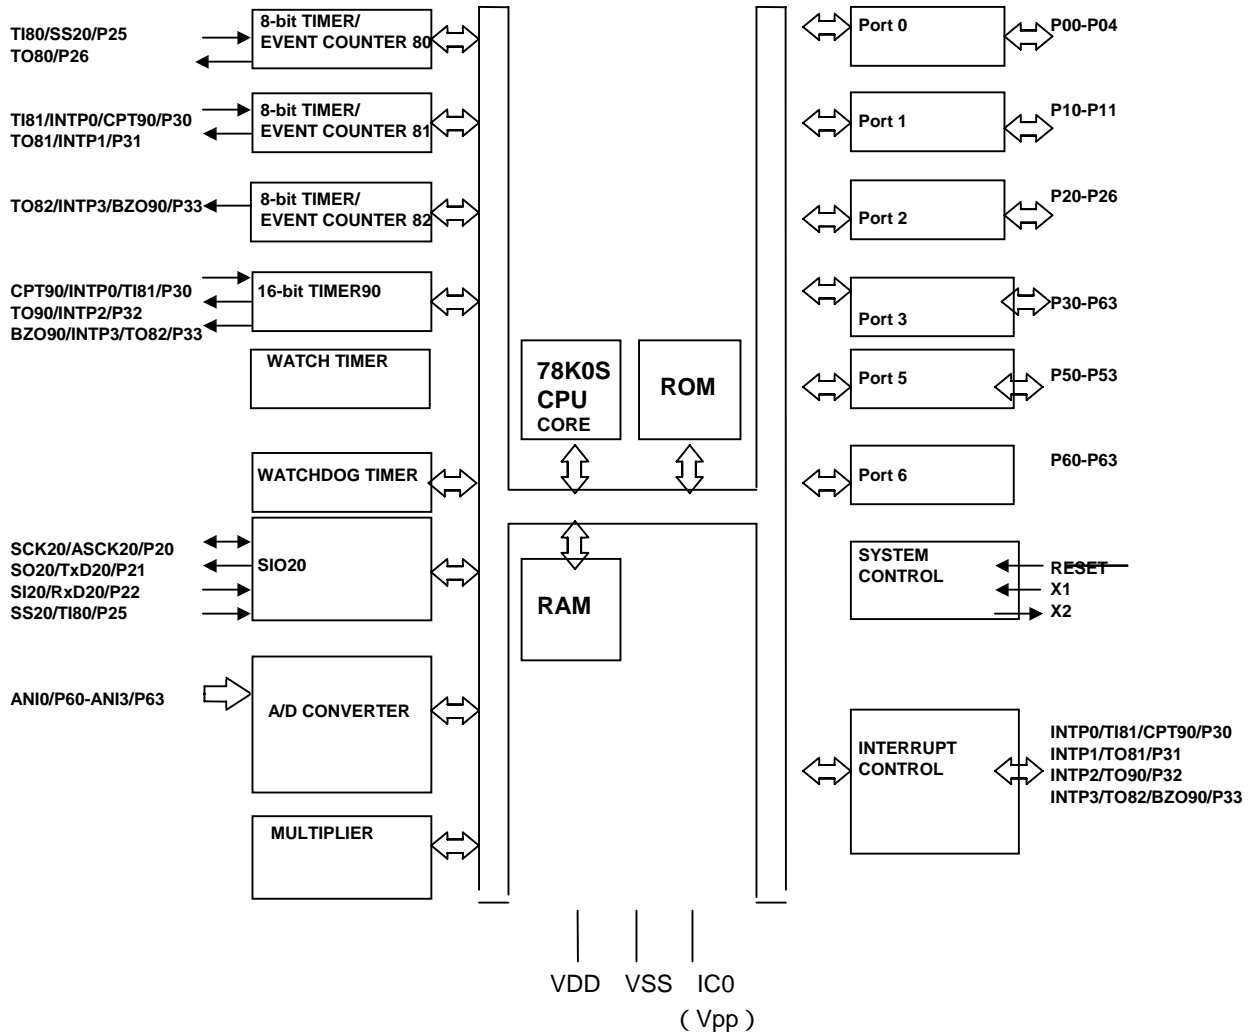 TI80/SS20/P25
TO80/P26
8-bit TIMER/
EVENT COUNTER 80
TI81/INTP0/CPT90/P30
TO81/INTP1/P31
8-bit TIMER/
EVENT COUNTER 81
TO82/INTP3/BZO90/P33
8-bit TIMER/
EVENT COUNTER 82
CPT90/INTP0/TI81/P30
TO90/INTP2/P32
BZO90/INTP3/TO82/P33
16-bit TIMER90
WATCH TIMER
WATCHDOG TIMER
SCK20/ASCK20/P20
SO20/TxD20/P21
SI20/RxD20/P22
SS20/TI80/P25
SIO20
ANI0/P60-ANI3/P63
A/D CONVERTER
MULTIPLIER
78K0S
CPU
CORE
ROM
RAM
VDD VSS IC0
( Vpp )
Port 0
P00-P04
Port 1
P10-P11
Port 2
P20-P26
Port 3
P30-P63
Port 5
P50-P53
Port 6
P60-P63
SYSTEM
CONTROL
RESET
X1
X2
INTERRUPT
CONTROL
INTP0/TI81/CPT90/P30
INTP1/TO81/P31
INTP2/TO90/P32
INTP3/TO82/BZO90/P33